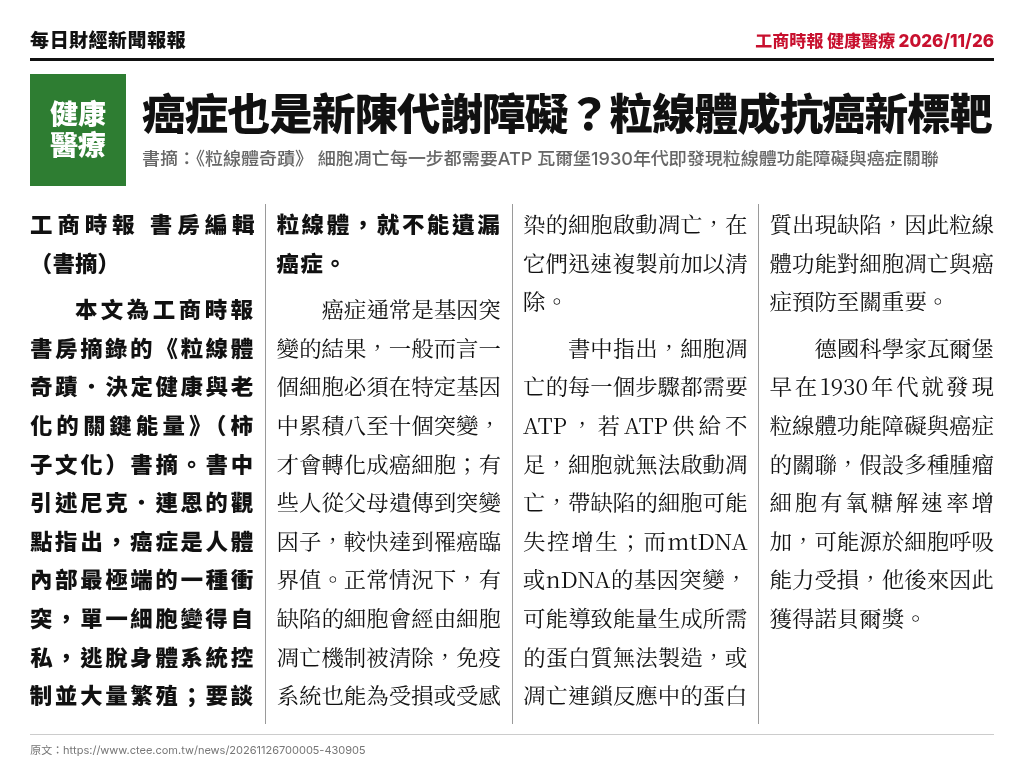 每日財經新聞報報
工商時報 健康醫療 2026/11/26
健康
醫療
癌症也是新陳代謝障礙？粒線體成抗癌新標靶
書摘：《粒線體奇蹟》 細胞凋亡每一步都需要ATP 瓦爾堡1930年代即發現粒線體功能障礙與癌症關聯
工商時報 書房編輯
（書摘）
本文為工商時報
書房摘錄的《粒線體
奇蹟．決定健康與老
化的關鍵能量》（柿
子文化）書摘。書中
引述尼克．連恩的觀
點指出，癌症是人體
內部最極端的一種衝
突，單一細胞變得自
私，逃脫身體系統控
制並大量繁殖；要談
粒線體，就不能遺漏
癌症。
癌症通常是基因突
變的結果，一般而言一
個細胞必須在特定基因
中累積八至十個突變，
才會轉化成癌細胞；有
些人從父母遺傳到突變
因子，較快達到罹癌臨
界值。正常情況下，有
缺陷的細胞會經由細胞
凋亡機制被清除，免疫
系統也能為受損或受感
染的細胞啟動凋亡，在
它們迅速複製前加以清
除。
書中指出，細胞凋
亡的每一個步驟都需要
ATP，若ATP供給不
足，細胞就無法啟動凋
亡，帶缺陷的細胞可能
失控增生；而mtDNA
或nDNA的基因突變，
可能導致能量生成所需
的蛋白質無法製造，或
凋亡連鎖反應中的蛋白
質出現缺陷，因此粒線
體功能對細胞凋亡與癌
症預防至關重要。
德國科學家瓦爾堡
早在1930年代就發現
粒線體功能障礙與癌症
的關聯，假設多種腫瘤
細胞有氧糖解速率增
加，可能源於細胞呼吸
能力受損，他後來因此
獲得諾貝爾獎。
原文：https://www.ctee.com.tw/news/20261126700005-430905